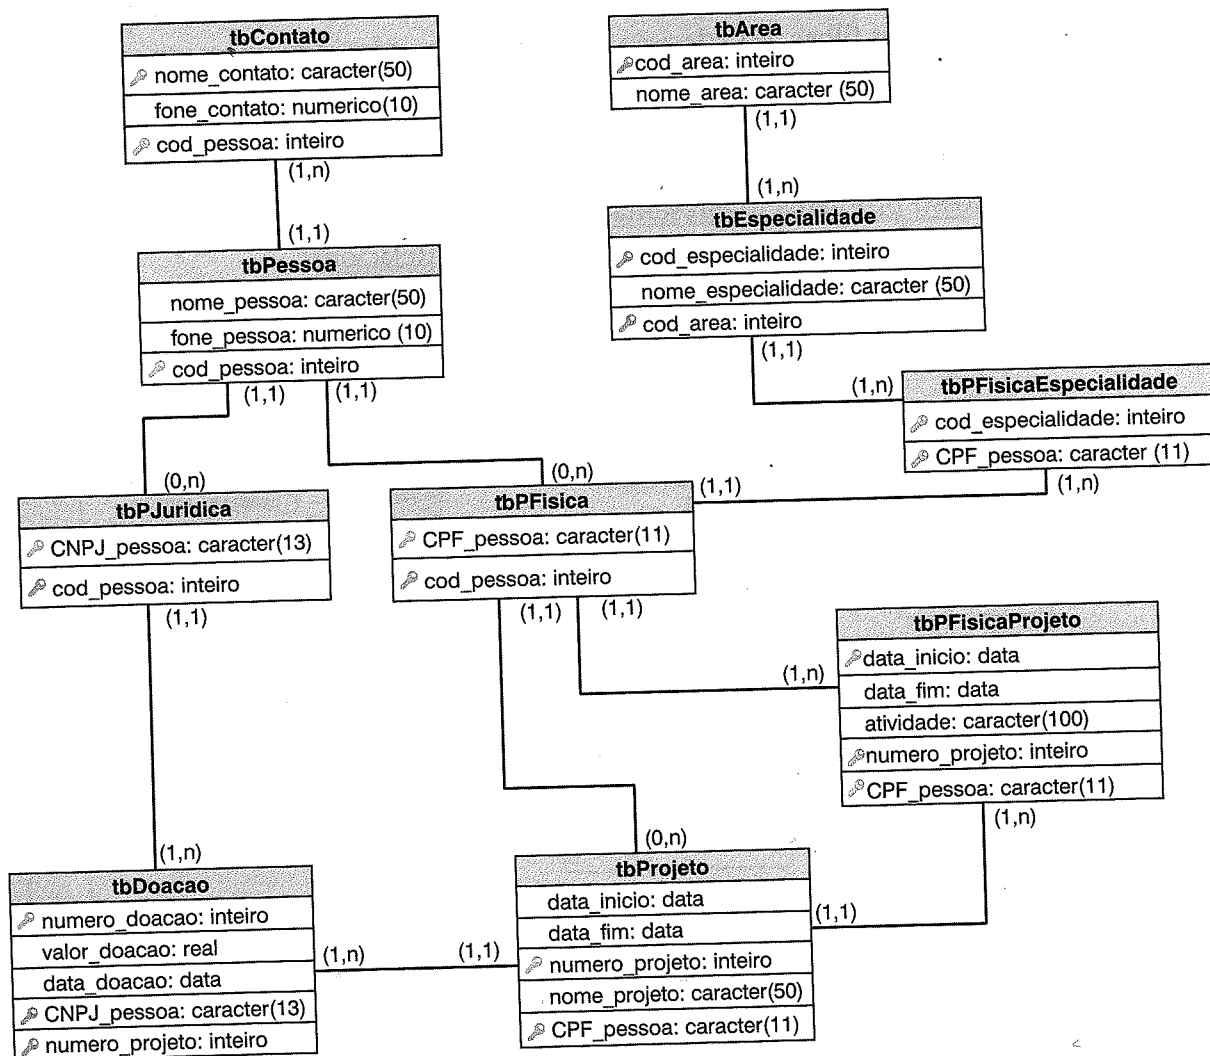 tbContato
nome_contato: caracter(50)
fone_contato: numerico(10)
cod_pessoa: inteiro
(1,n)
(1,1)
tbPessoa
nome_pessoa: caracter(50)
fone_pessoa: numerico (10)
cod_pessoa: inteiro
(1,1)
(1,1)
(0,n)
(0,n)
tbArea
cod_area: inteiro
nome_area: caracter (50)
(1,1)
(1,n)
tbEspecialidade
cod_especialidade: inteiro
nome_especialidade: caracter (50)
cod_area: inteiro
(1,1)
(1,n)
tbPFisicaEspecialidade
cod_especialidade: inteiro
CPF_pessoa: caracter (11)
(1,n)
(1,1)
tbPJuridica
CNPJ_pessoa: caracter(13)
cod_pessoa: inteiro
(1,1)
tbPFisica
CPF_pessoa: caracter(11)
cod_pessoa: inteiro
(1,1)
(1,1)
(1,n)
tbPFisicaProjeto
data_inicio: data
data_fim: data
atividade: caracter(100)
numero_projeto: inteiro
CPF_pessoa: caracter(11)
(1,n)
(1,n)
tbDoacao
numero_doacao: inteiro
valor_doacao: real
data_doacao: data
CNPJ_pessoa: caracter(13)
numero_projeto: inteiro
(1,n)
(1,1)
(0,n)
tbProjeto
data_inicio: data
data_fim: data
numero_projeto: inteiro
nome_projeto: caracter(50)
CPF_pessoa: caracter(11)
(1,1)